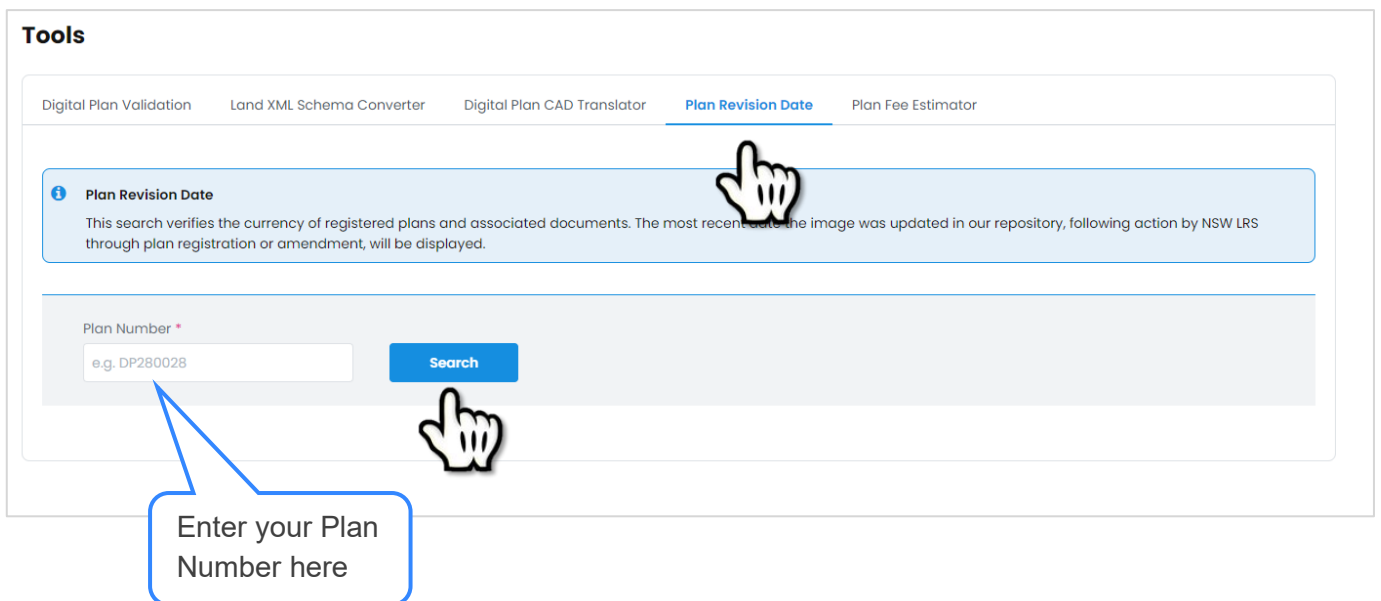 Tools
Digital Plan Validation Land XML Schema Converter Digital Plan CAD Translator Plan Revision Date Plan Fee Estimator
Plan Revision Date
This search verifies the currency of registered plans and associated documents. The most recent date the image was updated in our repository, following action by NSW LRS
through plan registration or amendment, will be displayed.
Plan Number *
e.g. DP280028
Search
Enter your Plan
Number here